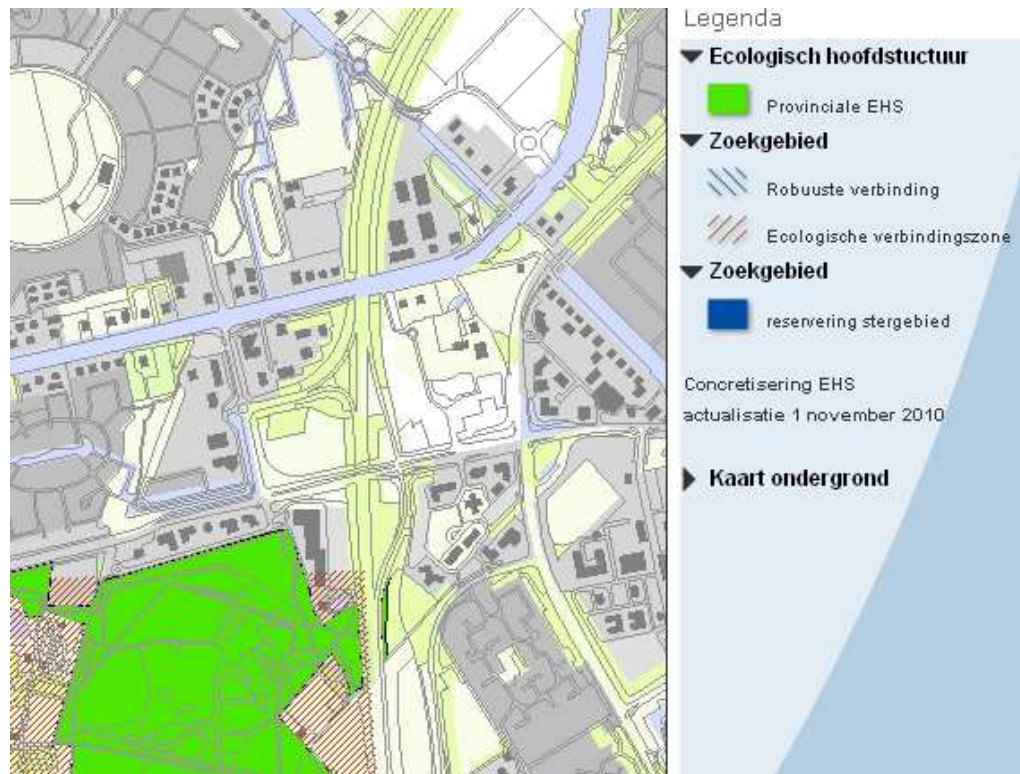 Legenda
Ecologisch hoofdstuctuur
Provinciale EHS
Zoekgebied
Robuuste verbinding
Ecologische verbindingszone
Zoekgebied
reservering stergebied
Concretisering EHS
actualisatie 1 november 2010
Kaart ondergrond